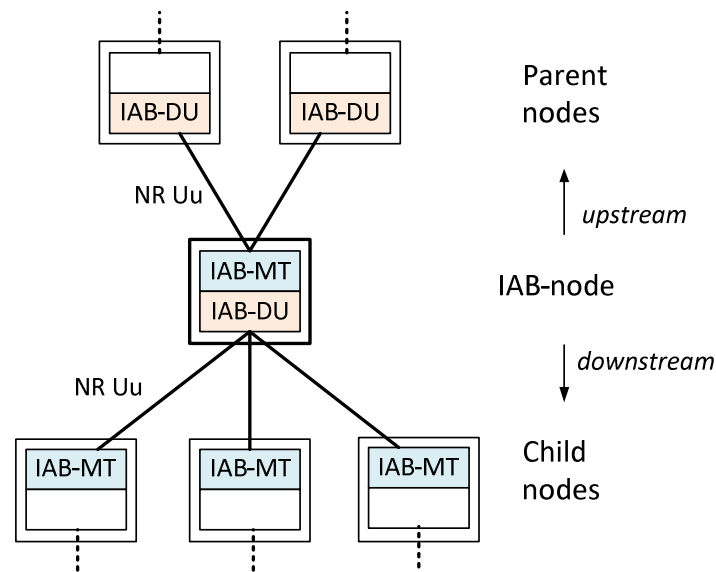 IAB-DU
IAB-DU
Parent
nodes
NR Uu
upstream
IAB-MT
IAB-DU
IAB-node
downstream
NR Uu
IAB-MT
IAB-MT
IAB-MT
Child
nodes